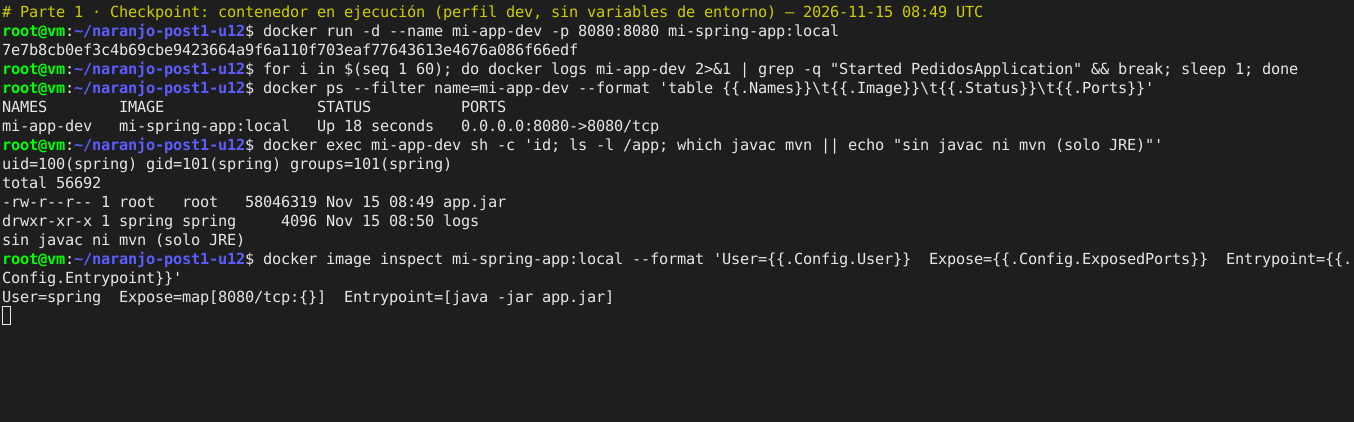 # Parte 1 · Checkpoint: contenedor en ejecución (perfil dev, sin variables de entorno) — 2026-11-15 08:49 UTC
root@vm:~/naranjo-post1-u12$ docker run -d --name mi-app-dev -p 8080:8080 mi-spring-app:local
7e7b8cb0ef3c4b69cbe9423664a9f6a110f703eaf77643613e4676a086f66edf
root@vm:~/naranjo-post1-u12$ for i in $(seq 1 60); do docker logs mi-app-dev 2>&1 | grep -q "Started PedidosApplication" && break; sleep 1; done
root@vm:~/naranjo-post1-u12$ docker ps --filter name=mi-app-dev --format 'table {{.Names}}\t{{.Image}}\t{{.Status}}\t{{.Ports}}'
NAMES        IMAGE                 STATUS          PORTS
mi-app-dev   mi-spring-app:local   Up 18 seconds   0.0.0.0:8080->8080/tcp
root@vm:~/naranjo-post1-u12$ docker exec mi-app-dev sh -c 'id; ls -l /app; which javac mvn || echo "sin javac ni mvn (solo JRE)"'
uid=100(spring) gid=101(spring) groups=101(spring)
total 56692
-rw-r--r-- 1 root   root   58046319 Nov 15 08:49 app.jar
drwxr-xr-x 1 spring spring     4096 Nov 15 08:50 logs
sin javac ni mvn (solo JRE)
root@vm:~/naranjo-post1-u12$ docker image inspect mi-spring-app:local --format 'User={{.Config.User}}  Expose={{.Config.ExposedPorts}}  Entrypoint={{.
Config.Entrypoint}}'
User=spring  Expose=map[8080/tcp:{}]  Entrypoint=[java -jar app.jar]